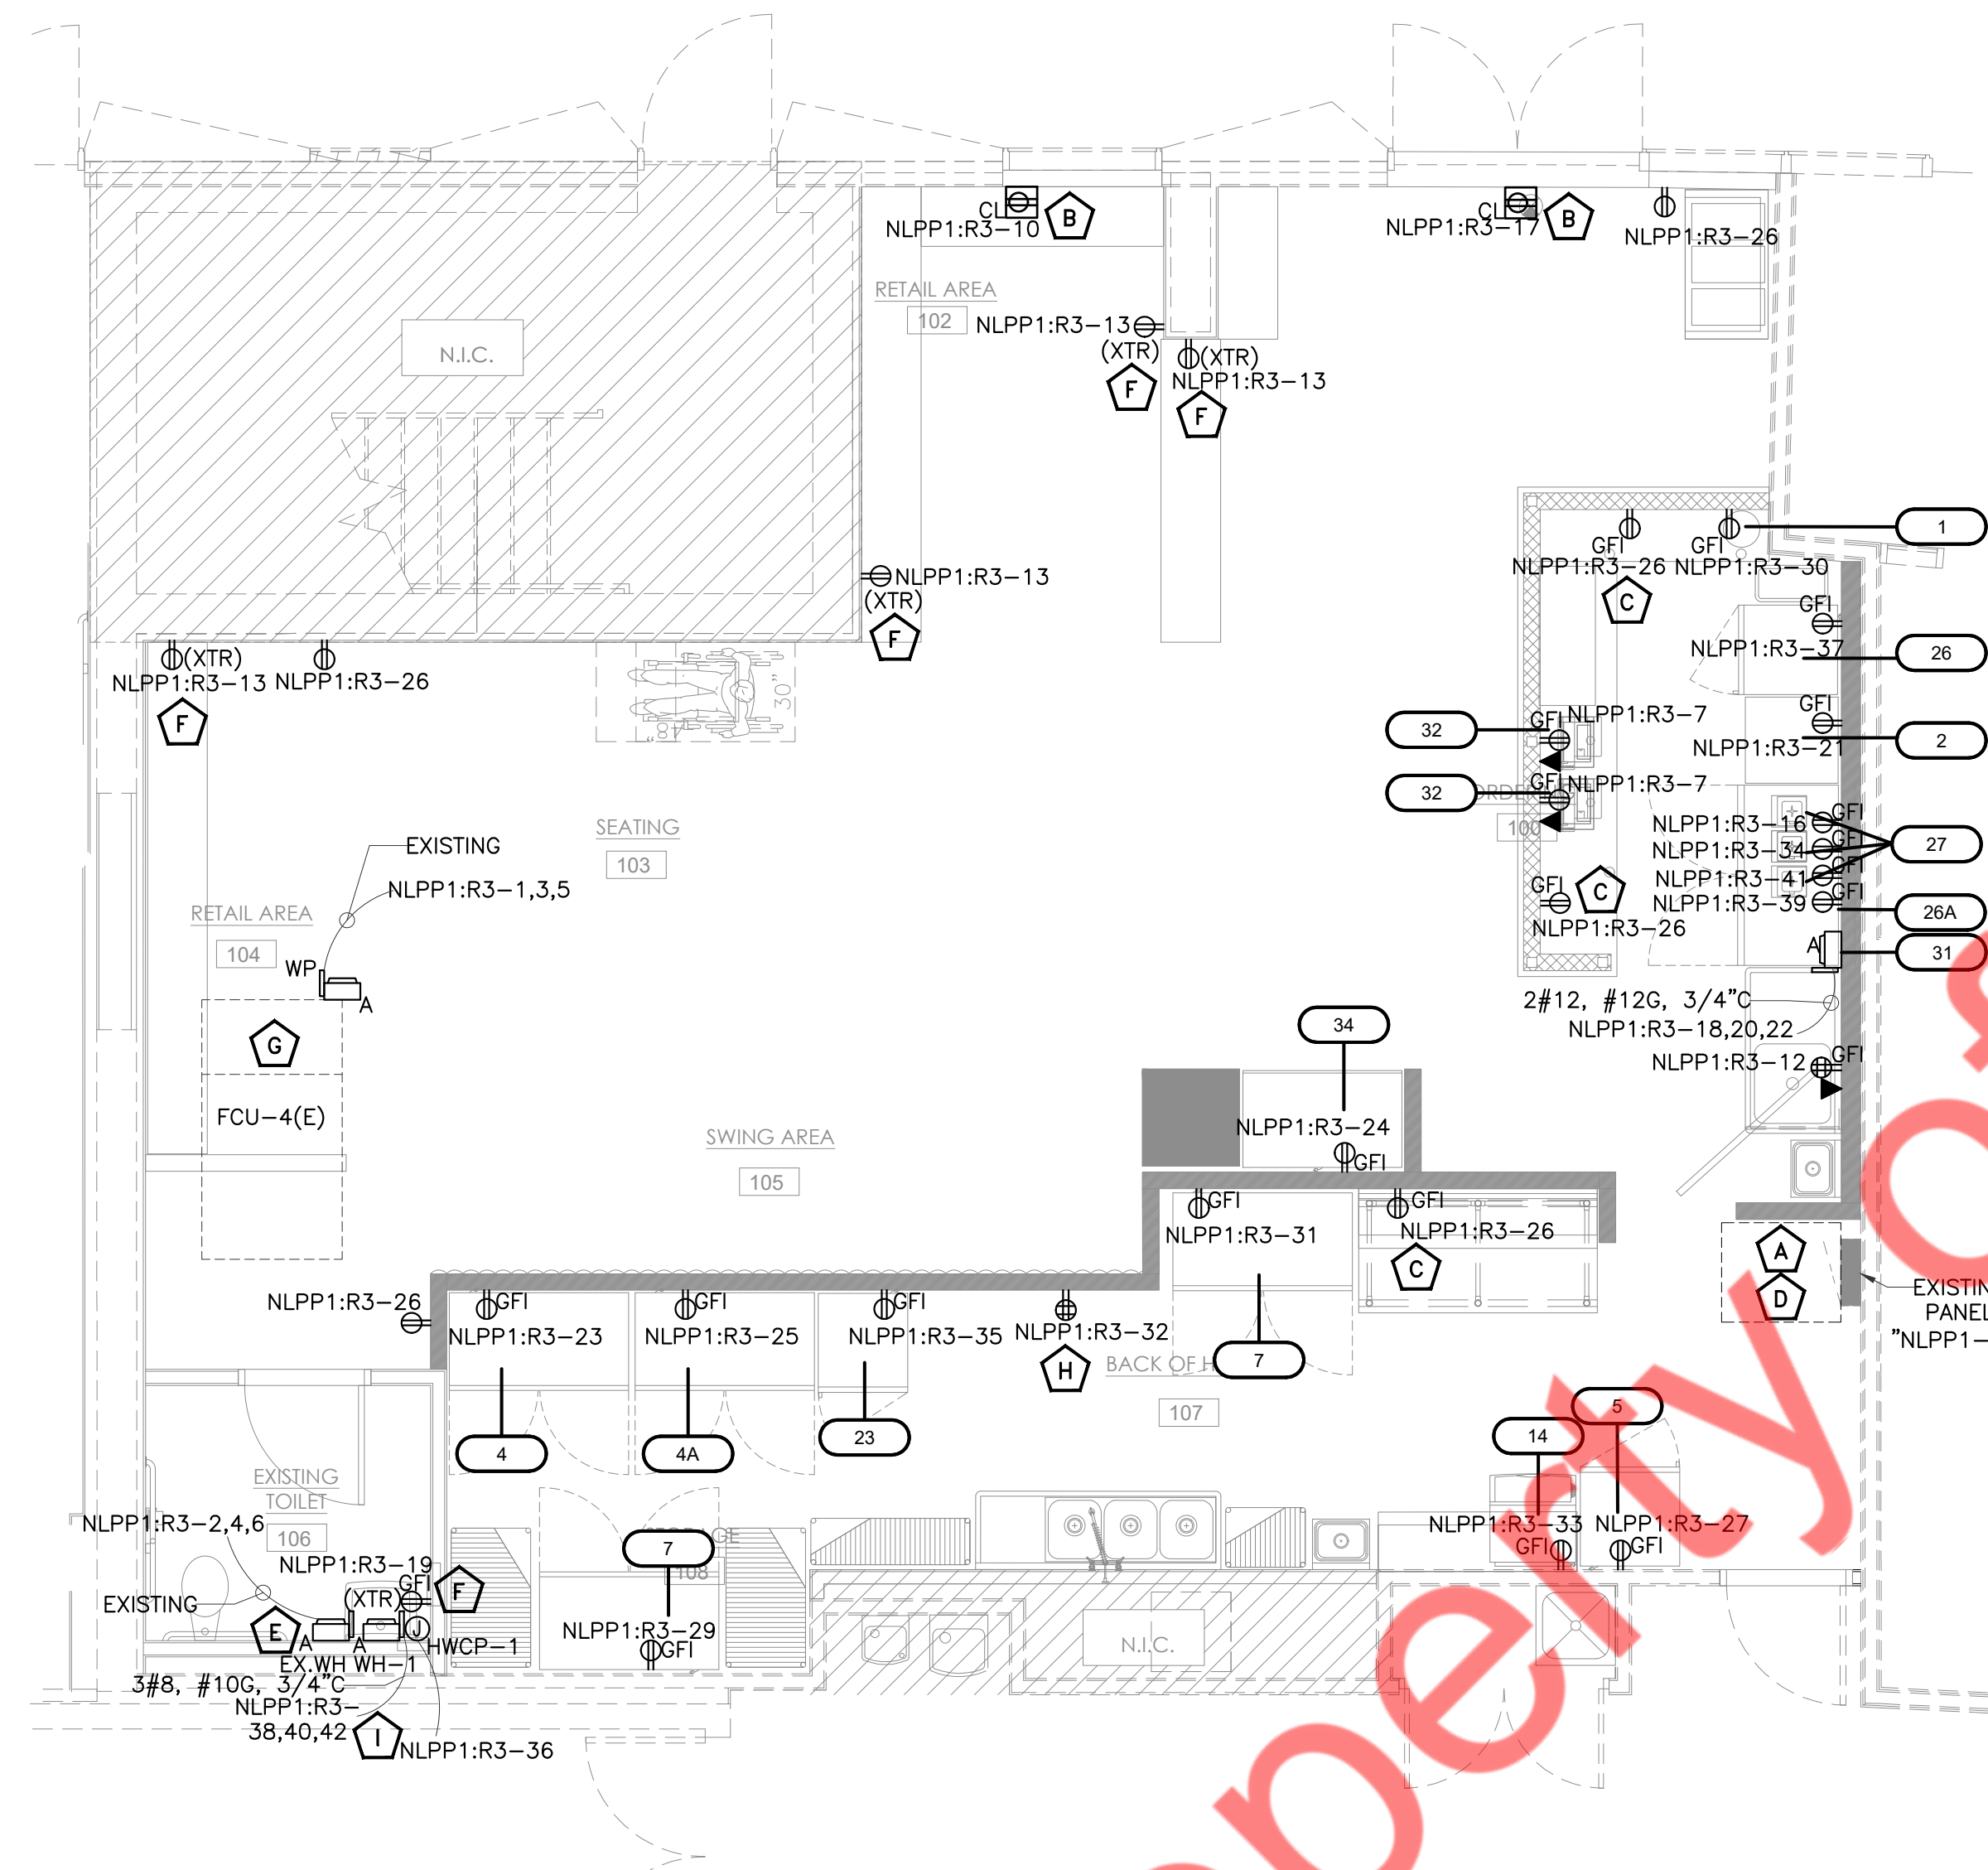 CL
NLPP1:R3-10
B
CL
NLPP1:R3-17
B
NLPP1:R3-26
RETAIL AREA
102
NLPP1:R3-13
(XTR)
F
(XTR)
NLPP1:R3-13
F
N.I.C.
GFI
NLPP1:R3-26
C
GFI
NLPP1:R3-30
1
NLPP1:R3-13
(XTR)
F
GFI
NLPP1:R3-37
26
(XTR)
NLPP1:R3-13
F
NLPP1:R3-26
30"
GFI
NLPP1:R3-21
2
32
GFI
NLPP1:R3-7
32
GFI
NLPP1:R3-7
100
SEATING
103
EXISTING
NLPP1:R3-1,3,5
NLPP1:R3-16
GFI
NLPP1:R3-34
GFI
NLPP1:R3-41
GFI
NLPP1:R3-39
GFI
27
26A
31
A
GFI
C
NLPP1:R3-26
RETAIL AREA
104
WP
A
G
FCU-4(E)
2#12, #12G, 3/4"C
NLPP1:R3-18,20,22
NLPP1:R3-12
GFI
34
NLPP1:R3-24
GFI
SWING AREA
105
GFI
NLPP1:R3-31
GFI
NLPP1:R3-26
C
A
D
EXISTIN
PANEL
"NLPP1-
NLPP1:R3-26
GFI
NLPP1:R3-23
GFI
NLPP1:R3-25
GFI
NLPP1:R3-35
NLPP1:R3-32
H
7
BACK OF H
107
4
4A
23
14
5
EXISTING
TOILET
106
NLPP1:R3-2,4,6
NLPP1:R3-19
GFI
(XTR)
F
EXISTING
E
A
A
J
HWCP-1
EX.WH WH-1
3#8, #10G, 3/4"C
NLPP1:R3-
38,40,42
I
NLPP1:R3-36
7
108
NLPP1:R3-29
GFI
N.I.C.
NLPP1:R3-33
GFI
NLPP1:R3-27
GFI
perty of